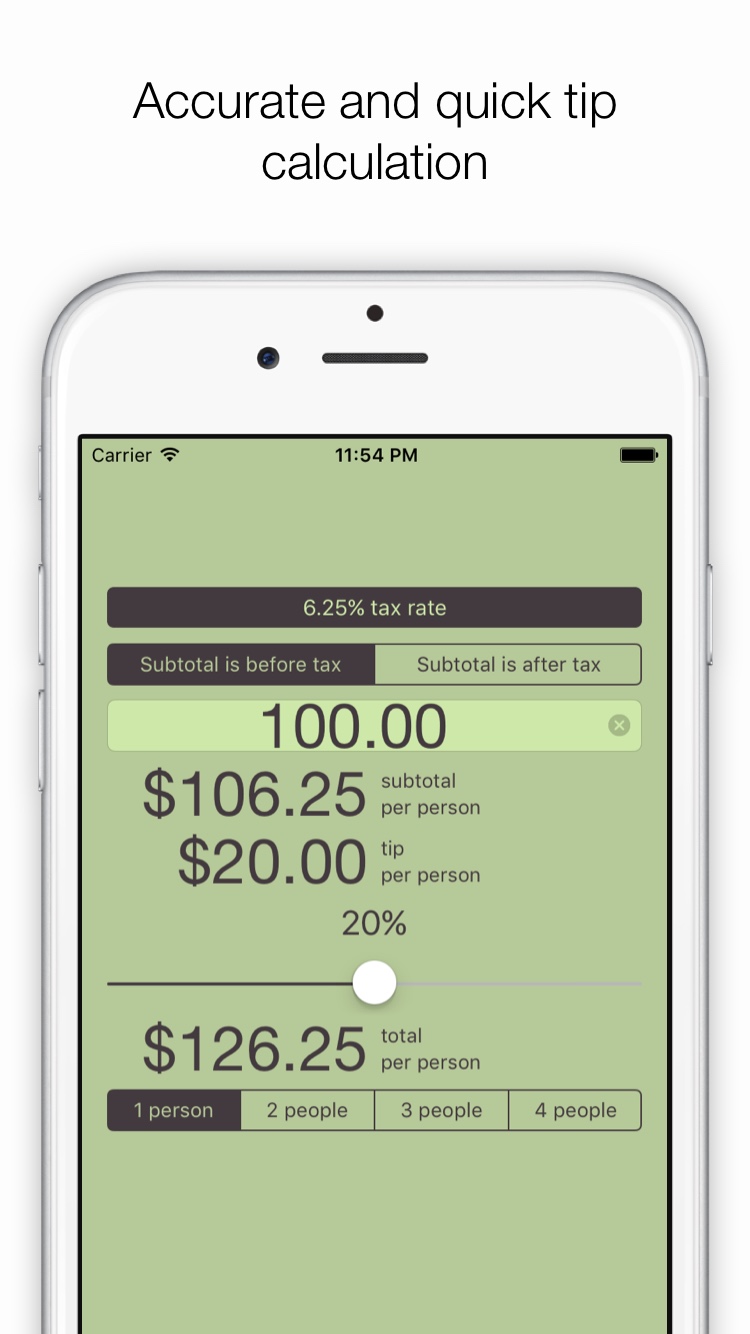 Accurate and quick tip
calculation
Carrier 11:54 PM
6.25% tax rate
Subtotal is before tax Subtotal is after tax
100.00
$106.25 subtotal
per person
$20.00 tip
per person
20%
$126.25 total
per person
1 person 2 people 3 people 4 people